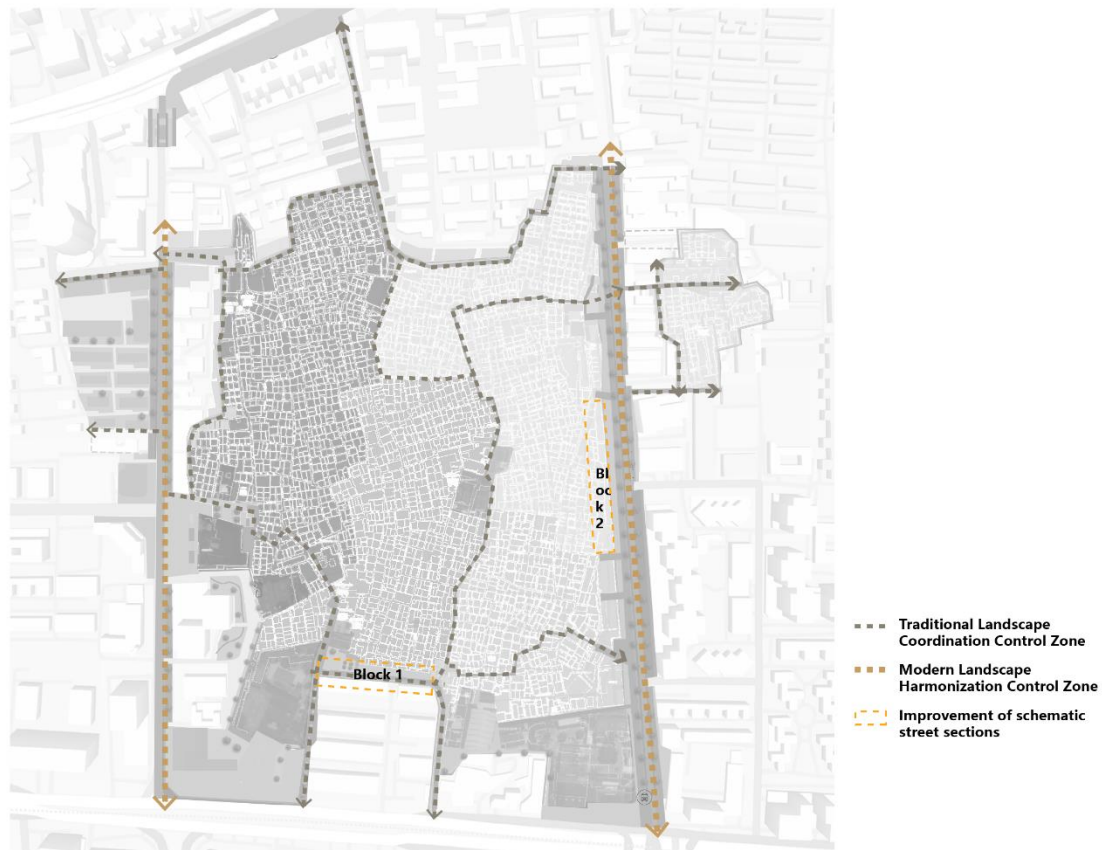 Bl
oc
k
2
Block 1
Traditional Landscape
Coordination Control Zone
Modern Landscape
Harmonization Control Zone
Improvement of schematic
street sections